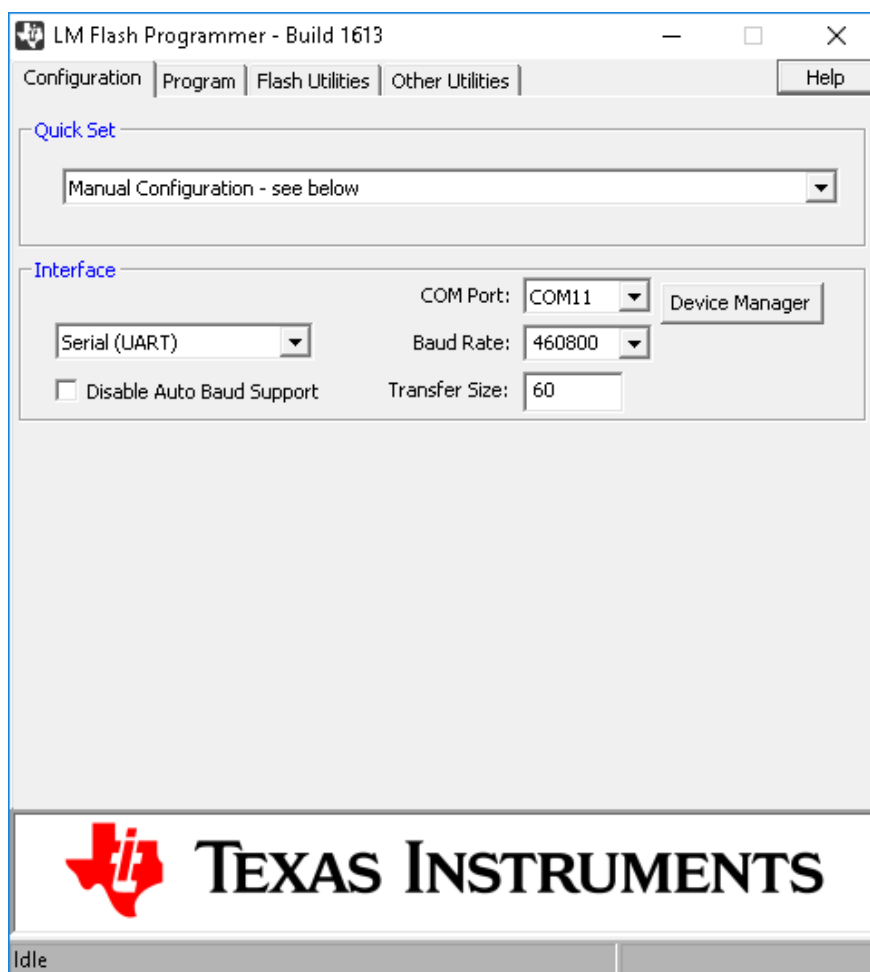 LM Flash Programmer - Build 1613
Configuration Program Flash Utilities Other Utilities Help
Quick Set
Manual Configuration - see below
Interface
COM Port: COM11 Device Manager
Serial (UART) Baud Rate: 460800
Disable Auto Baud Support Transfer Size: 60
TEXAS INSTRUMENTS
Idle